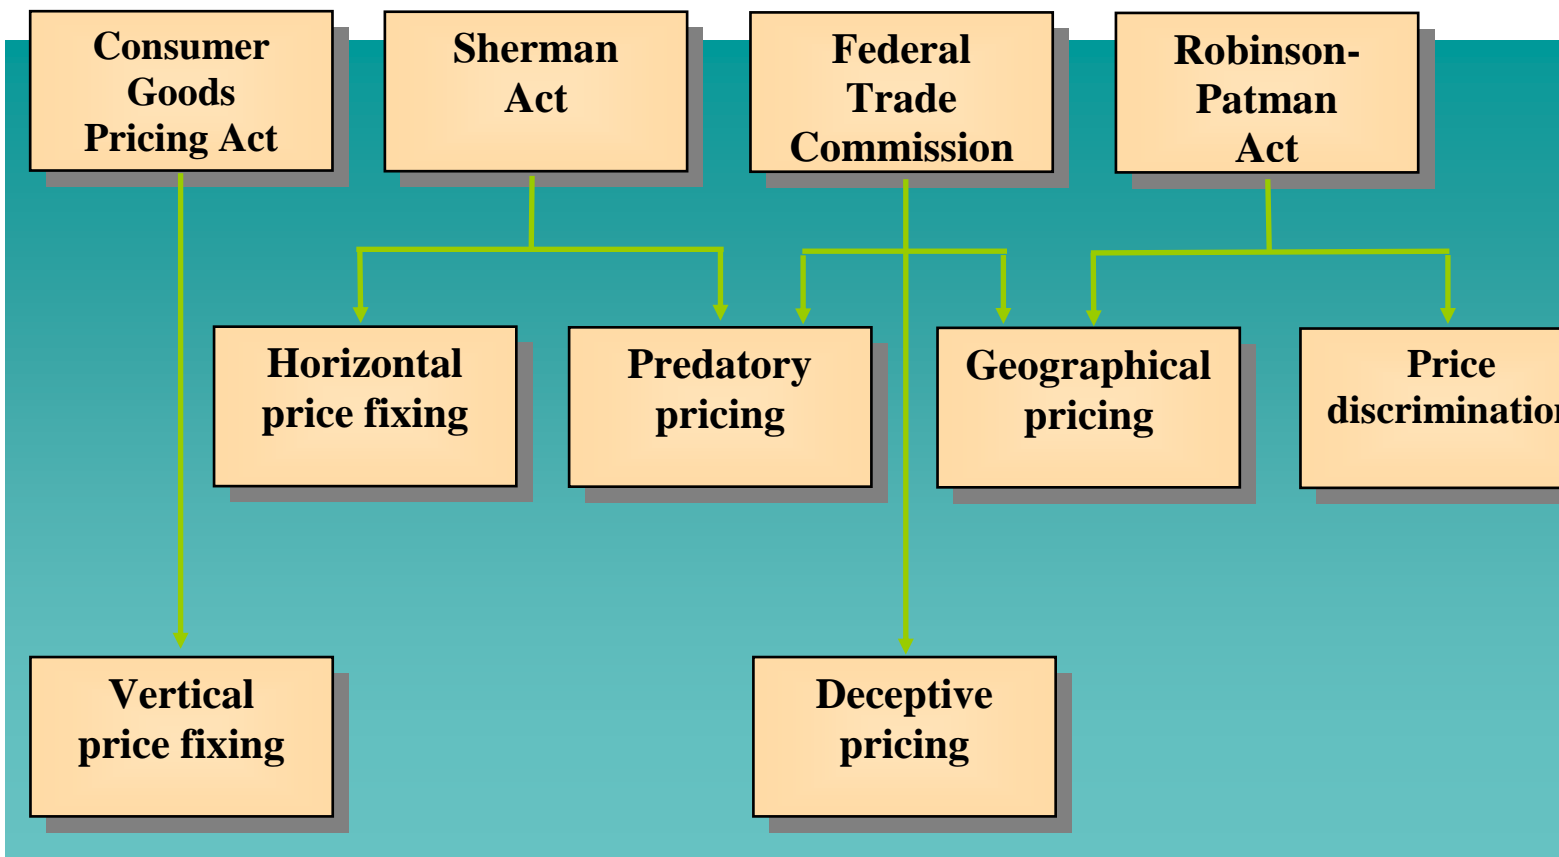 Consumer
Goods
Pricing Act
Sherman
Act
Federal
Trade
Commission
Robinson-
Patman
Act
Horizontal
price fixing
Predatory
pricing
Geographical
pricing
Price
discrimination
Vertical
price fixing
Deceptive
pricing